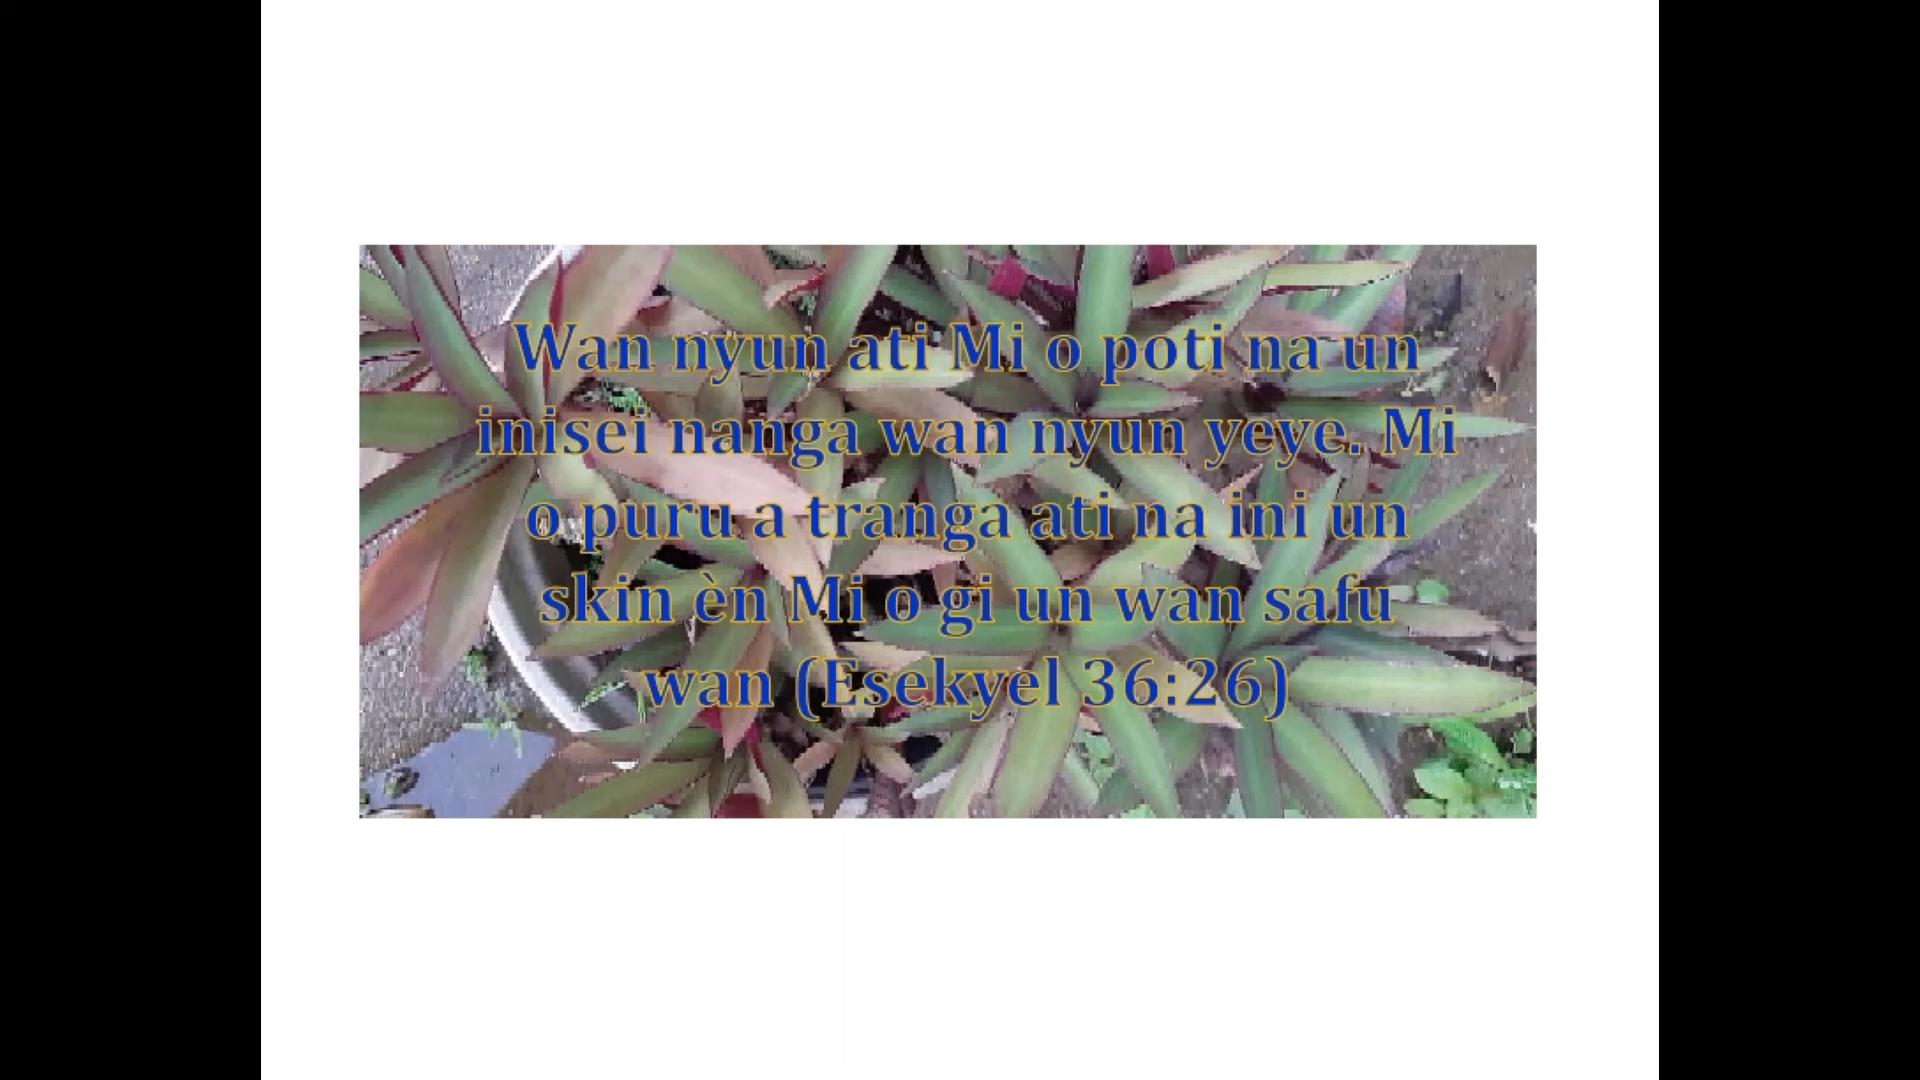 Wan nyun ati Mi o poti na un
inisei nanga wan nyun yeye. Mi
o puru a tranga ati na ini un
skin èn Mi o gi un wan safu
wan (Esekyel 36:26)